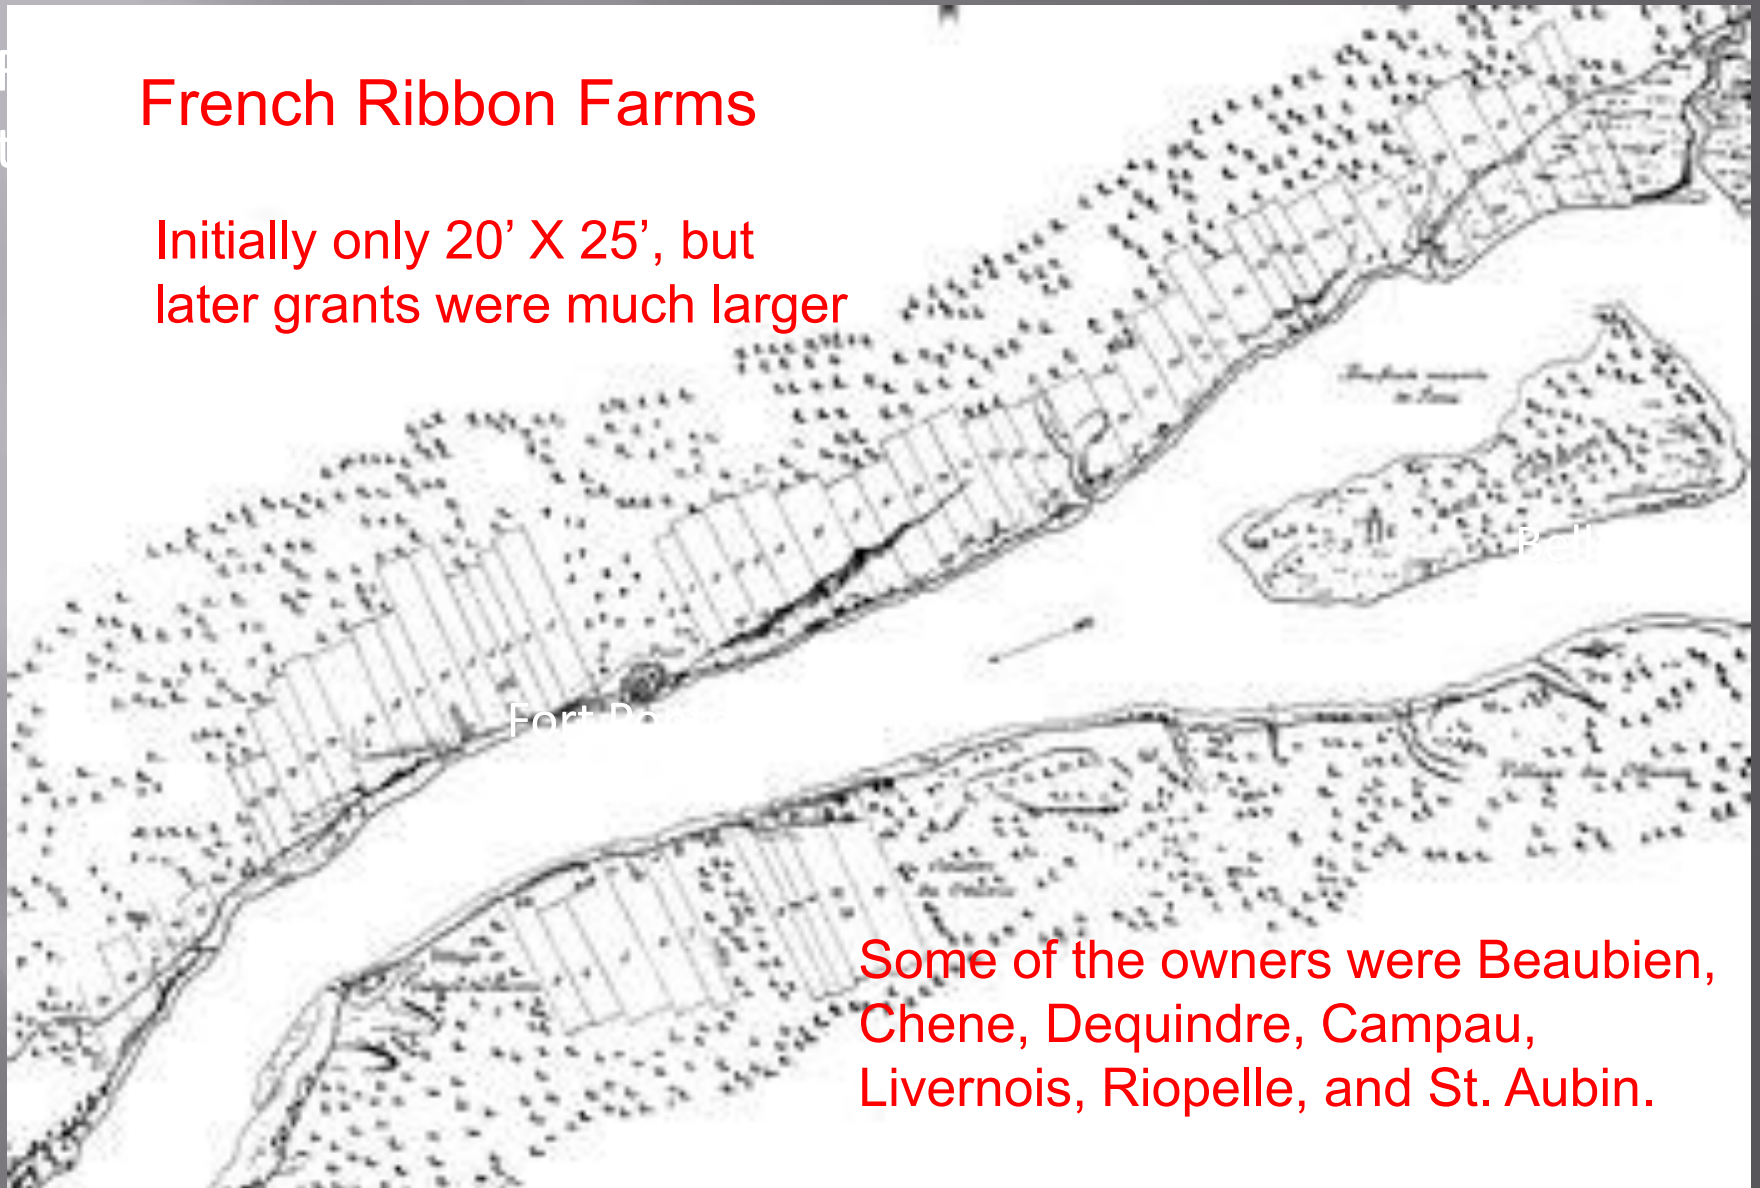 French Ribbon Farms
Initially only 20’ X 25’, but
later grants were much larger
Fort
Some of the owners were Beaubien,
Chene, Dequindre, Campau,
Livernois, Riopelle, and St. Aubin.